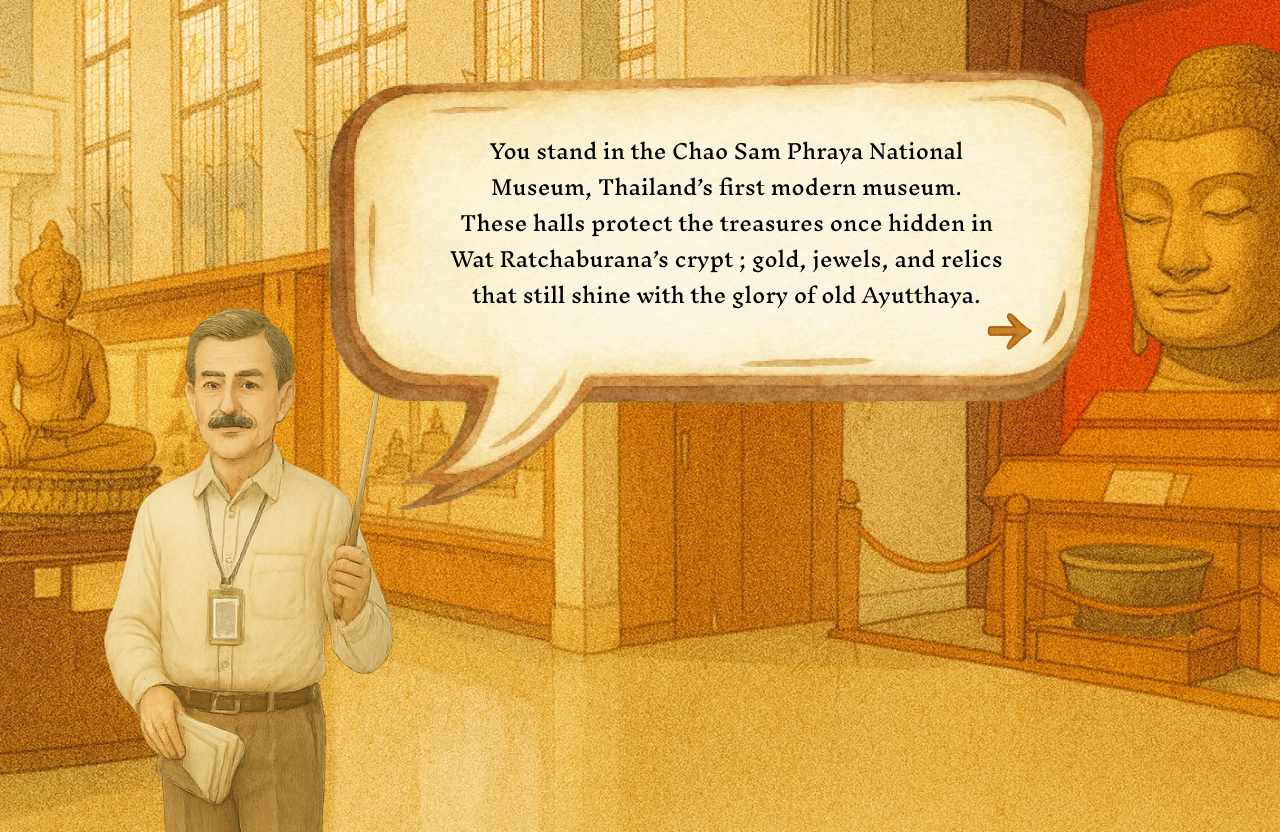 You stand in the Chao Sam Phraya National
Museum, Thailand’s first modern museum.
These halls protect the treasures once hidden in
Wat Ratchaburana’s crypt ; gold, jewels, and relics
that still shine with the glory of old Ayutthaya.